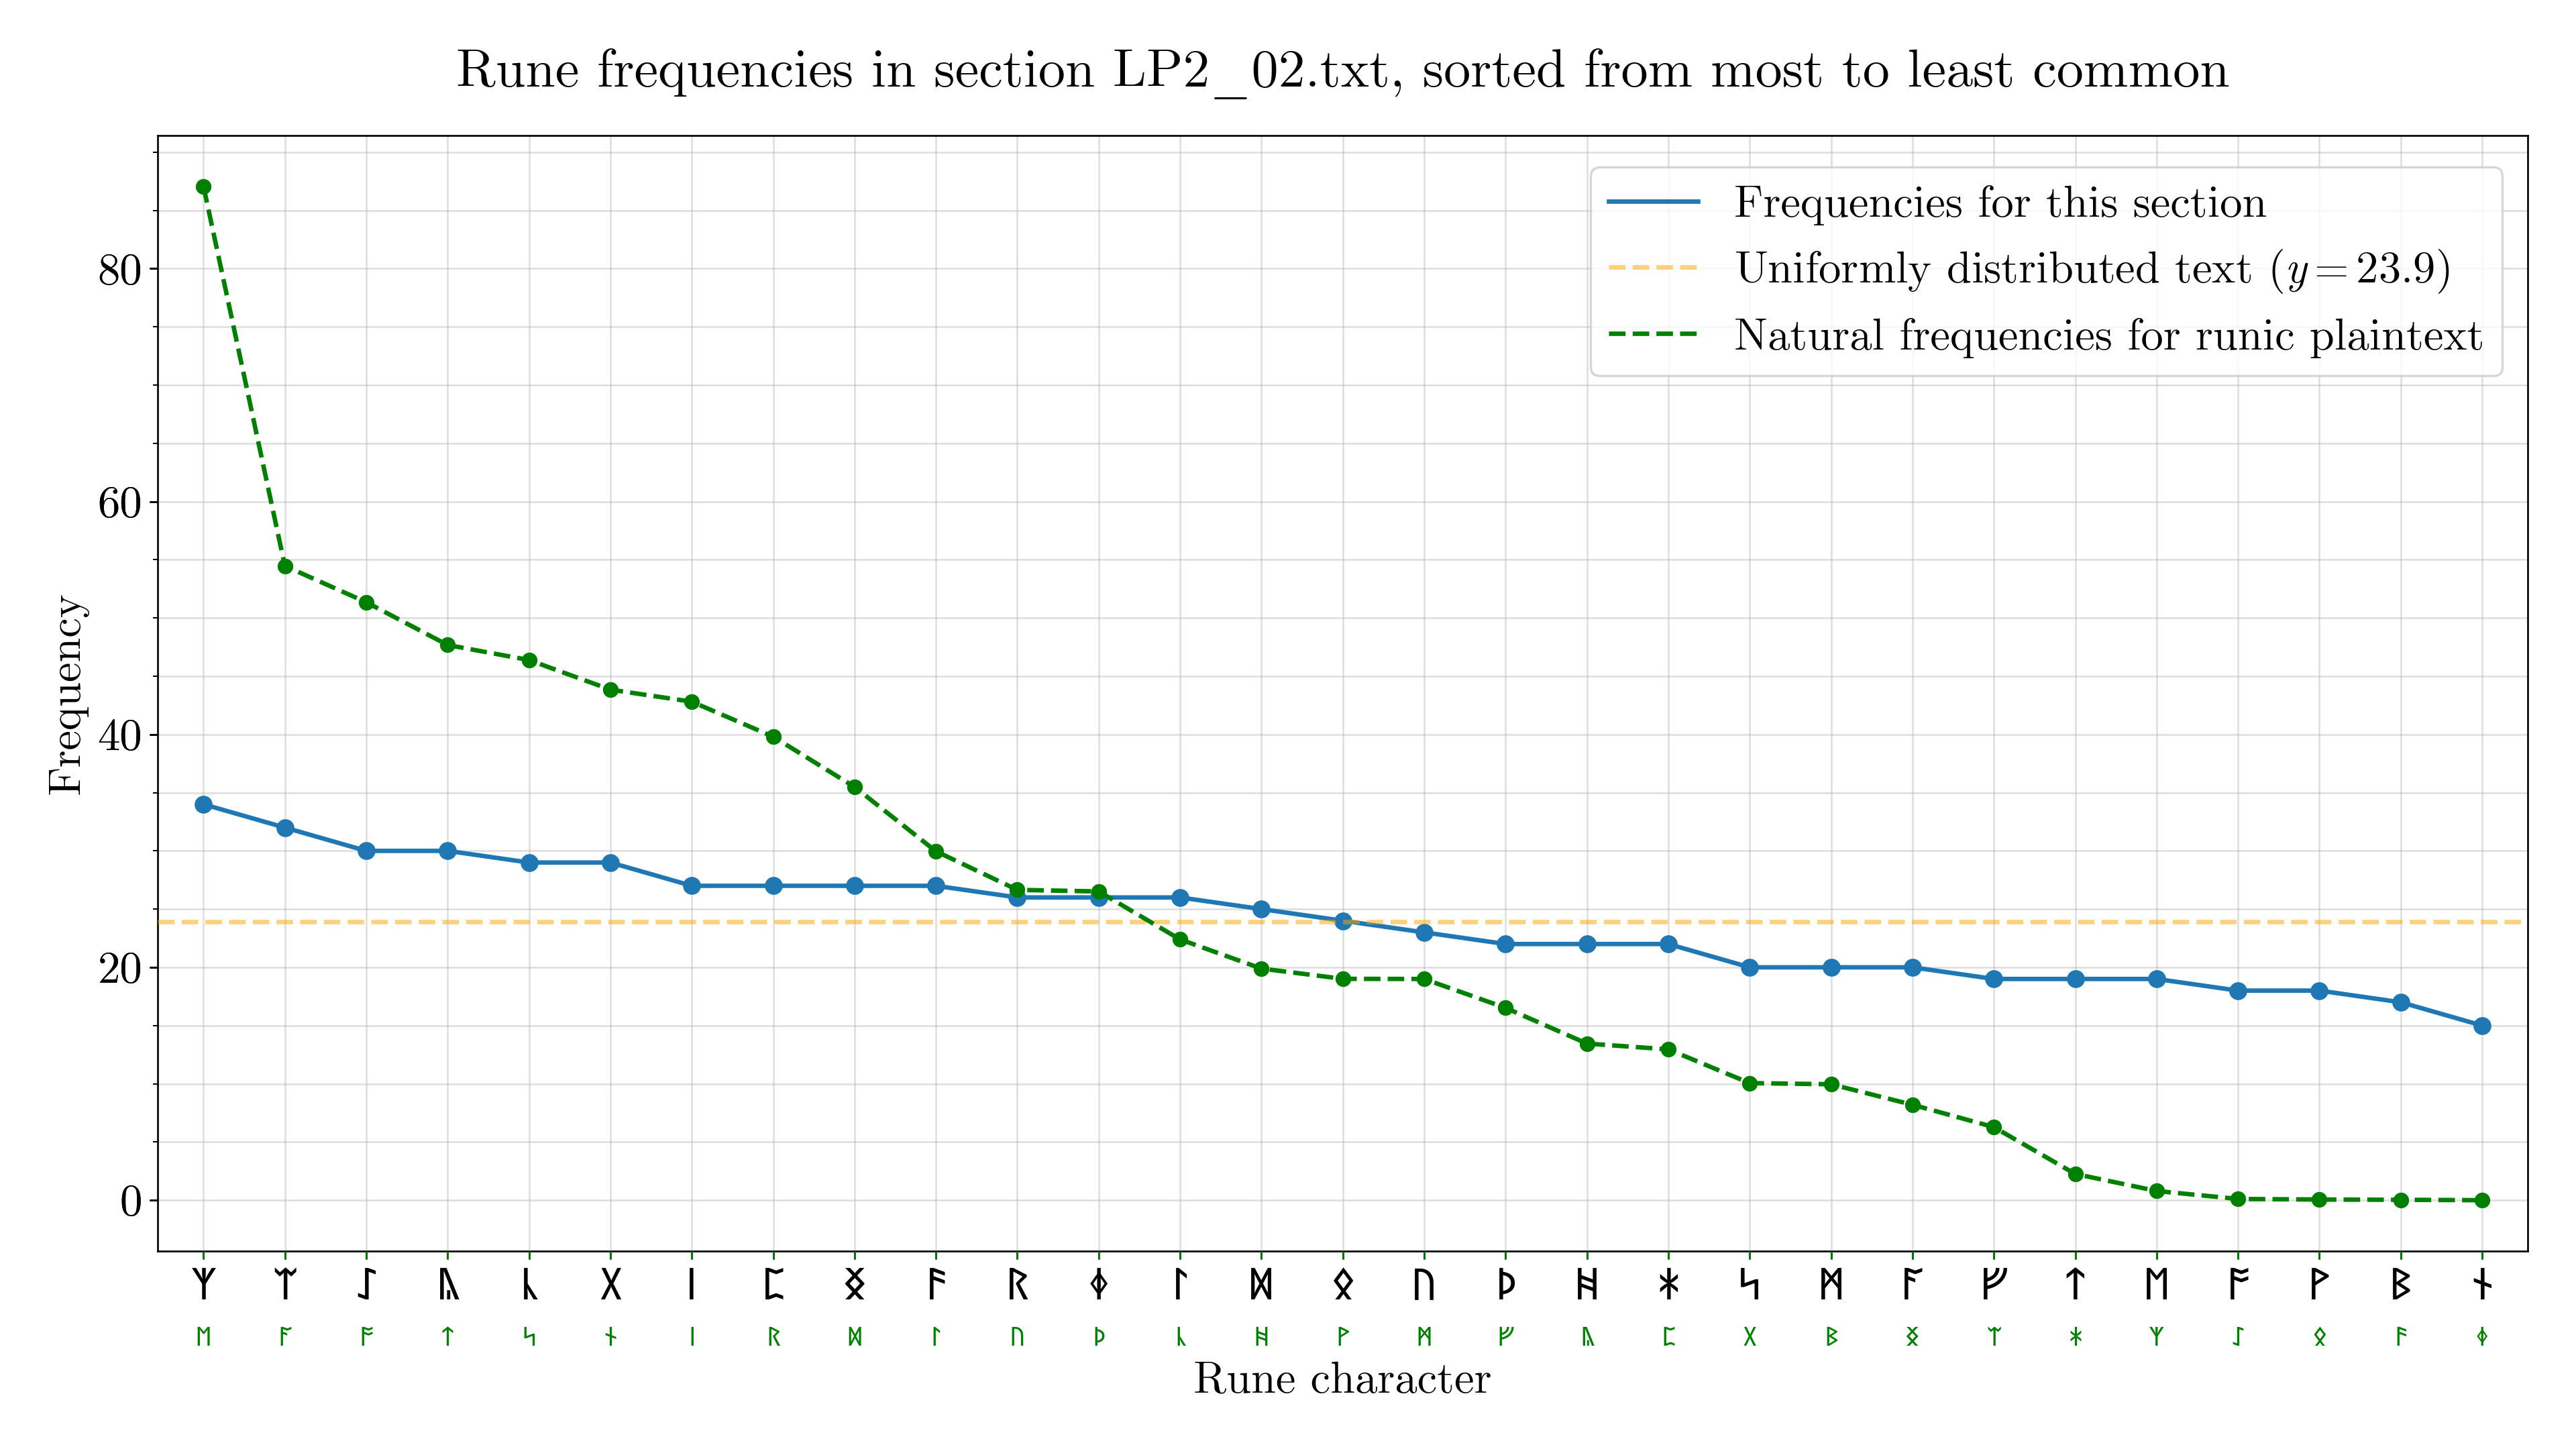 Rune frequencies in section LP2_02.txt, sorted from most to least common
Frequencies for this section
Uniformly distributed text (y = 23.9)
Natural frequencies for runic plaintext
Frequency
80
60
40
20
0
ᛉ ᛠ ᛇ ᚣ ᚳ ᚷ ᛁ ᛈ ᛝ ᚫ ᚱ ᛄ ᛚ ᛞ ᛟ ᚢ ᚦ ᚻ ᛡ ᛋ ᛗ ᚪ ᚠ ᛏ ᛖ ᚩ ᚹ ᛒ ᚾ
ᛖ ᚪ ᚩ ᛏ ᛋ ᚾ ᛁ ᚱ ᛞ ᛚ ᚢ ᚦ ᚳ ᚻ ᚹ ᛗ ᚠ ᚣ ᛈ ᚷ ᛒ ᛝ ᛠ ᛡ ᛉ ᛇ ᛟ ᚫ ᛄ
Rune character